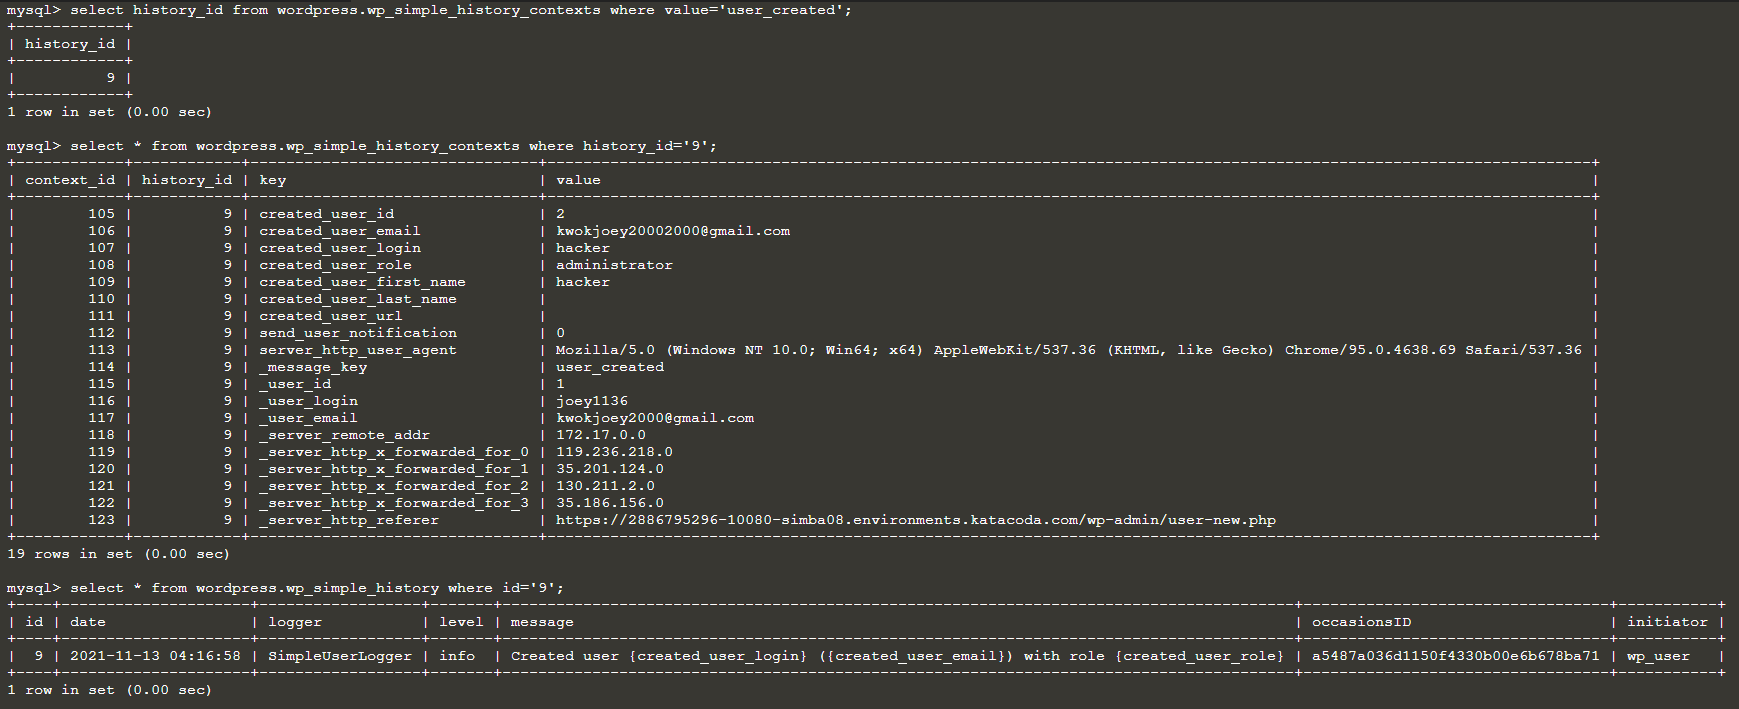 mysql> select history_id from wordpress.wp_simple_history_contexts where value='user_created';
+------------+
| history_id |
+------------+
|          9 |
+------------+
1 row in set (0.00 sec)
mysql> select * from wordpress.wp_simple_history_contexts where history_id='9';
| context_id | history_id | key | value |
| 105 | 9 | created_user_id | 2 |
| 106 | 9 | created_user_email | kwokjoey20002000@gmail.com |
| 107 | 9 | created_user_login | hacker |
| 108 | 9 | created_user_role | administrator |
| 109 | 9 | created_user_first_name | hacker |
| 110 | 9 | created_user_last_name | |
| 111 | 9 | created_user_url | |
| 112 | 9 | send_user_notification | 0 |
| 113 | 9 | server_http_user_agent | Mozilla/5.0 (Windows NT 10.0; Win64; x64) AppleWebKit/537.36 (KHTML, like Gecko) Chrome/95.0.4638.69 Safari/537.36 |
| 114 | 9 | _message_key | user_created |
| 115 | 9 | _user_id | 1 |
| 116 | 9 | _user_login | joey1136 |
| 117 | 9 | _user_email | kwokjoey2000@gmail.com |
| 118 | 9 | _server_remote_addr | 172.17.0.0 |
| 119 | 9 | _server_http_x_forwarded_for_0 | 119.236.218.0 |
| 120 | 9 | _server_http_x_forwarded_for_1 | 35.201.124.0 |
| 121 | 9 | _server_http_x_forwarded_for_2 | 130.211.2.0 |
| 122 | 9 | _server_http_x_forwarded_for_3 | 35.186.156.0 |
| 123 | 9 | _server_http_referer | https://2886795296-10080-simba08.environments.katacoda.com/wp-admin/user-new.php |
19 rows in set (0.00 sec)
mysql> select * from wordpress.wp_simple_history where id='9';
| id | date | logger | level | message | occasionsID | initiator |
| 9 | 2021-11-13 04:16:58 | SimpleUserLogger | info | Created user {created_user_login} ({created_user_email}) with role {created_user_role} | a5487a036d1150f4330b00e6b678ba71 | wp_user |
1 row in set (0.00 sec)